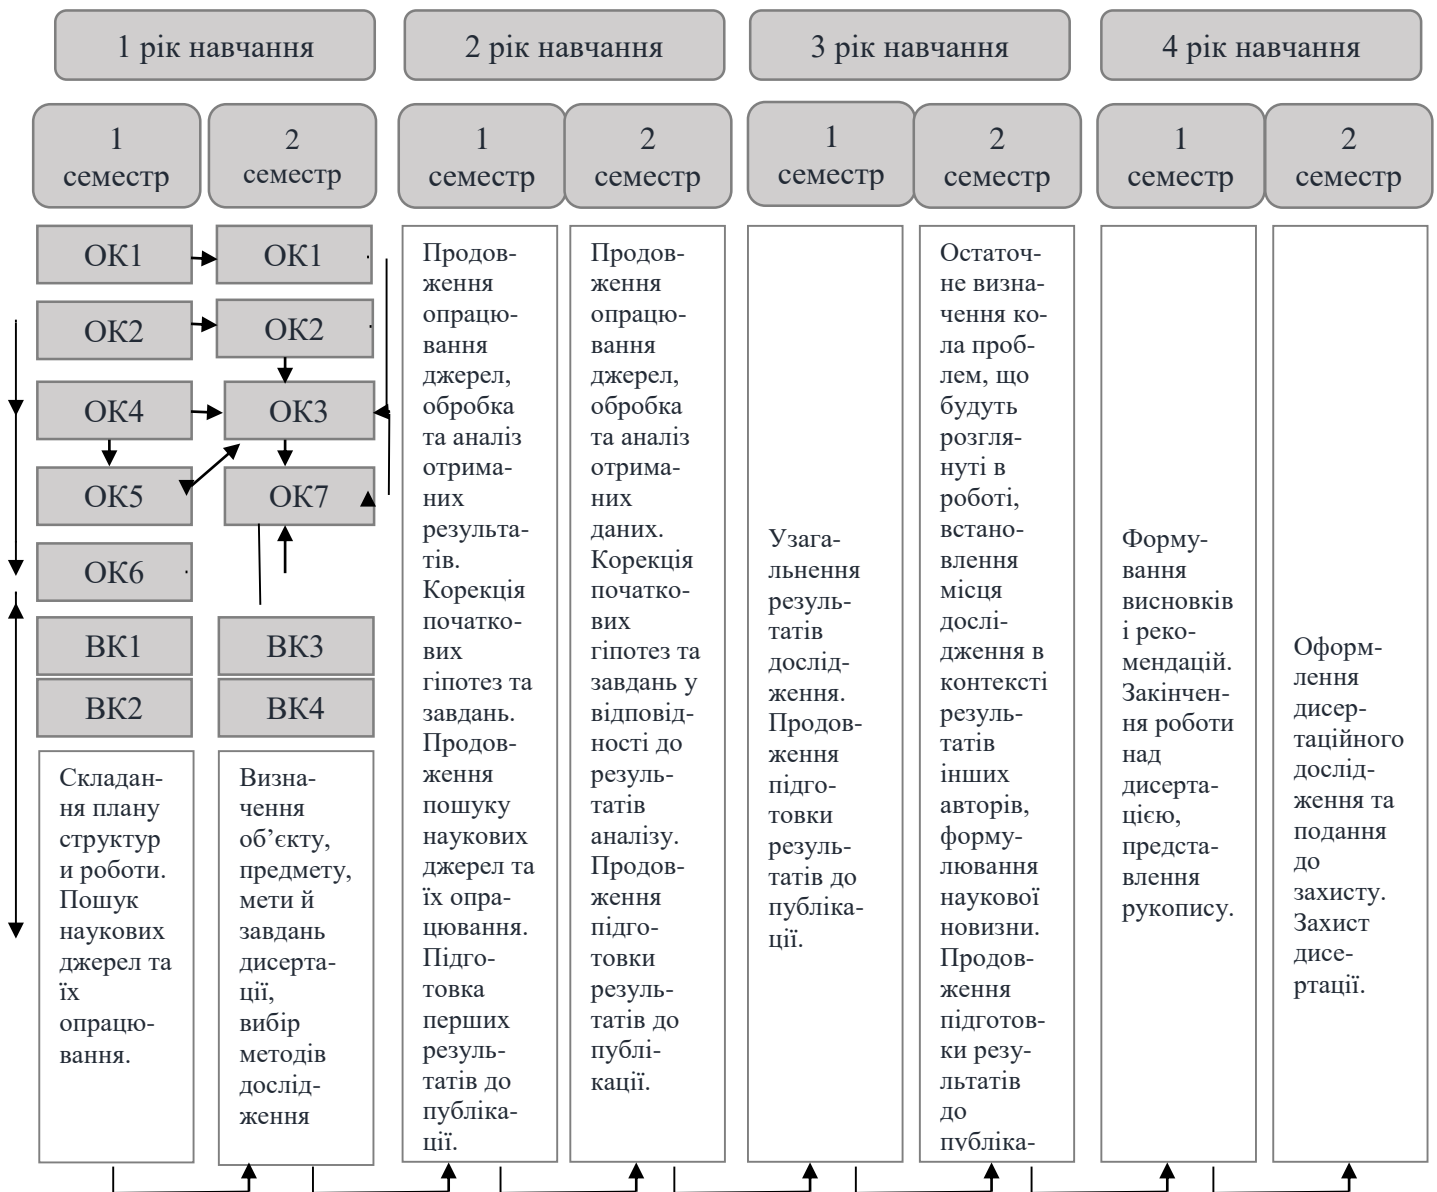 1 рік навчання
2 рік навчання
3 рік навчання
4 рік навчання
1
семестр
2
семестр
1
семестр
2
семестр
1
семестр
2
семестр
1
семестр
2
семестр
ОК1
ОК1
ОК2
ОК2
ОК4
ОК3
ОК5
ОК7
ОК6
ВК1
ВК3
ВК2
ВК4
Складан-
ня плану
структур
и роботи.
Пошук
наукових
джерел та
їх
опрацю-
вання.
Визна-
чення
об’єкту,
предмету,
мети й
завдань
дисерта-
ції,
вибір
методів
дослід-
ження
Продов-
ження
опрацю-
вання
джерел,
обробка
та аналіз
отрима-
них
результа-
тів.
Корекція
початко-
вих
гіпотез та
завдань.
Продов-
ження
пошуку
наукових
джерел та
їх опра-
цювання.
Підго-
товка
перших
резуль-
татів до
публіка-
ції.
Продов-
ження
опрацю-
вання
джерел,
обробка
та аналіз
отрима-
них
даних.
Корекція
початко-
вих
гіпотез та
завдань у
відповід-
ності до
резуль-
татів
аналізу.
Продов-
ження
підго-
товки
резуль-
татів до
публі-
кації.
Узага-
льнення
резуль-
татів
дослід-
ження.
Продов-
ження
підго-
товки
резуль-
татів до
публіка-
ції.
Остаточ-
не визна-
чення ко-
ла проб-
лем, що
будуть
розгля-
нуті в
роботі,
встано-
влення
місця
дослі-
дження в
контексті
резуль-
татів
інших
авторів,
форму-
лювання
наукової
новизни.
Продов-
ження
підготов-
ки резу-
льтатів
до
публіка-
Форму-
вання
висновків
і реко-
мендацій.
Закінчен-
ня роботи
над
дисерта-
цією,
предста-
влення
рукопису.
Оформ-
лення
дисер-
таційного
дослід-
ження та
подання
до
захисту.
Захист
дисе-
ртації.